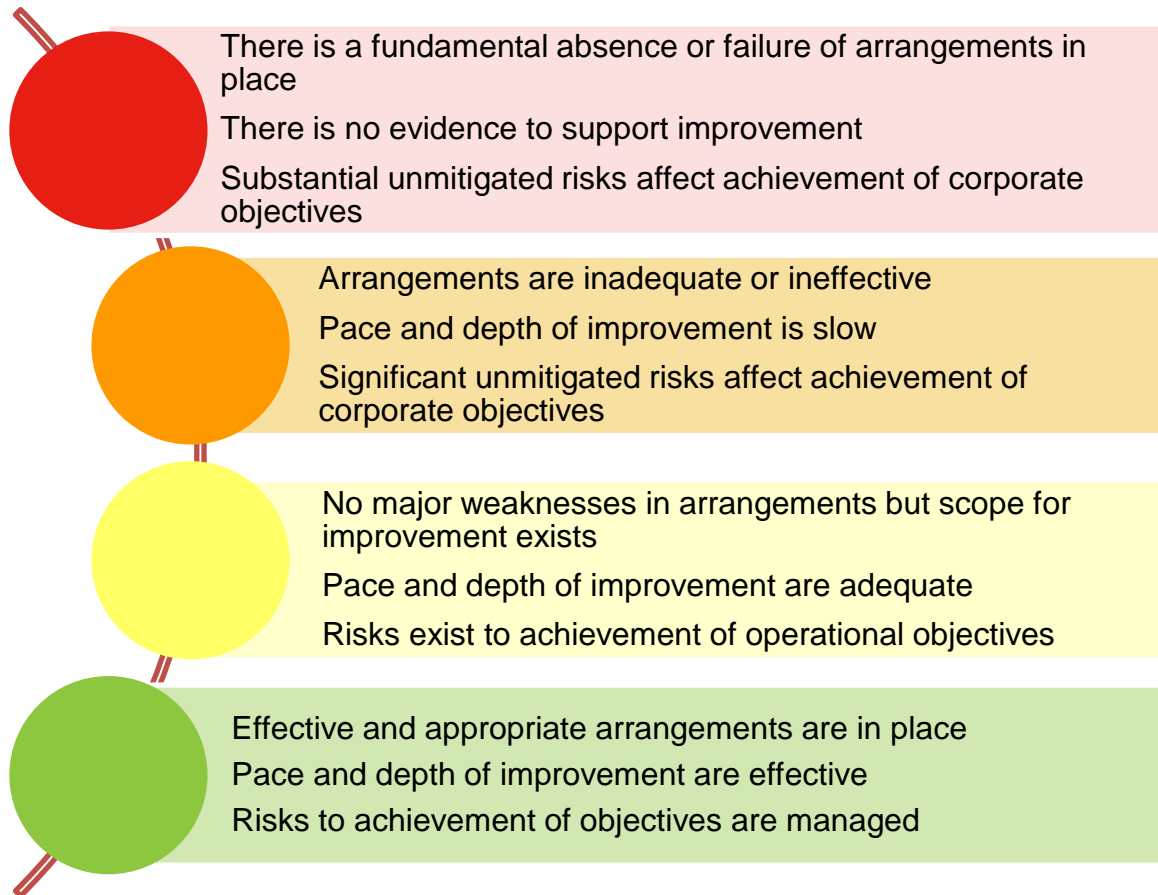 There is a fundamental absence or failure of arrangements in
place
There is no evidence to support improvement
Substantial unmitigated risks affect achievement of corporate
objectives
Arrangements are inadequate or ineffective
Pace and depth of improvement is slow
Significant unmitigated risks affect achievement of
corporate objectives
No major weaknesses in arrangements but scope for
improvement exists
Pace and depth of improvement are adequate
Risks exist to achievement of operational objectives
Effective and appropriate arrangements are in place
Pace and depth of improvement are effective
Risks to achievement of objectives are managed